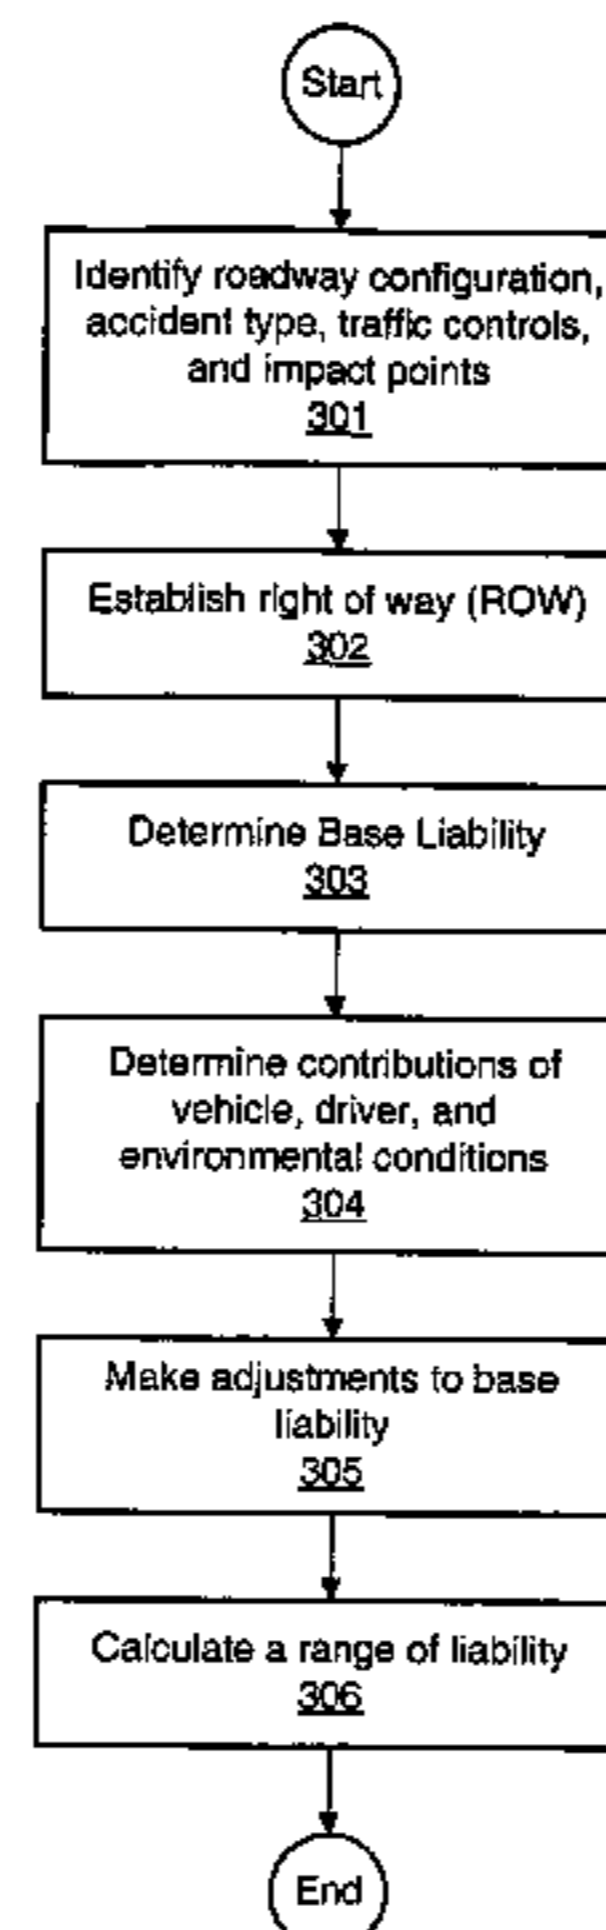 Start
Identify roadway configuration,
accident type, traffic controls,
and impact points
301
Establish right of way (ROW)
302
Determine Base Liability
303
Determine contributions of
vehicle, driver, and
environmental conditions
304
Make adjustments to base
liability
305
Calculate a range of liability
306
End